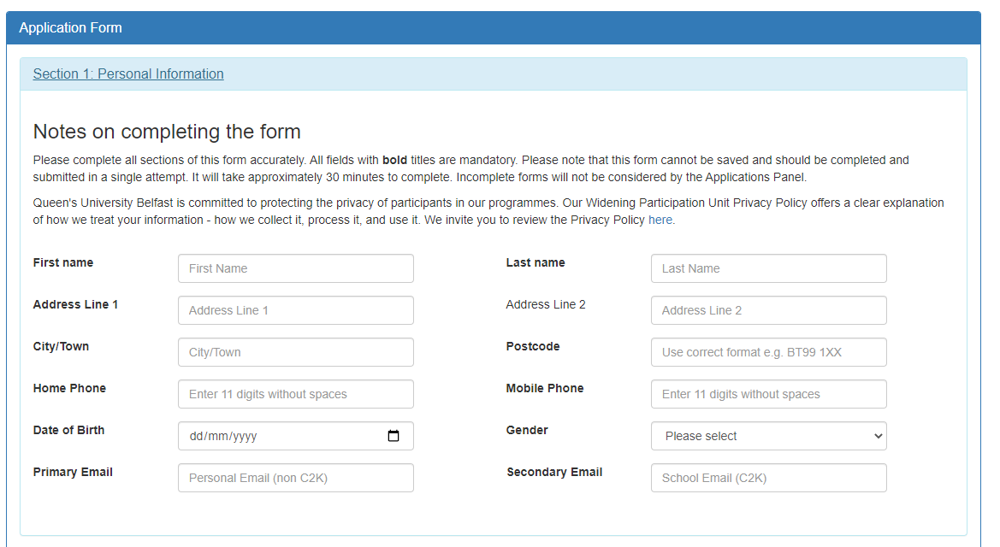 Application Form
Section 1: Personal Information
Notes on completing the form
Please complete all sections of this form accurately. All fields with bold titles are mandatory. Please note that this form cannot be saved and should be completed and
submitted in a single attempt. It will take approximately 30 minutes to complete. Incomplete forms will not be considered by the Applications Panel.
Queen's University Belfast is committed to protecting the privacy of participants in our programmes. Our Widening Participation Unit Privacy Policy offers a clear explanation
of how we treat your information - how we collect it, process it, and use it. We invite you to review the Privacy Policy here.
First name First Name Last name Last Name
Address Line 1 Address Line 1 Address Line 2 Address Line 2
City/Town City/Town Postcode Use correct format e.g. BT99 1XX
Home Phone Enter 11 digits without spaces Mobile Phone Enter 11 digits without spaces
Date of Birth dd/mm/yyyy Gender Please select
Primary Email Personal Email (non C2K) Secondary Email School Email (C2K)